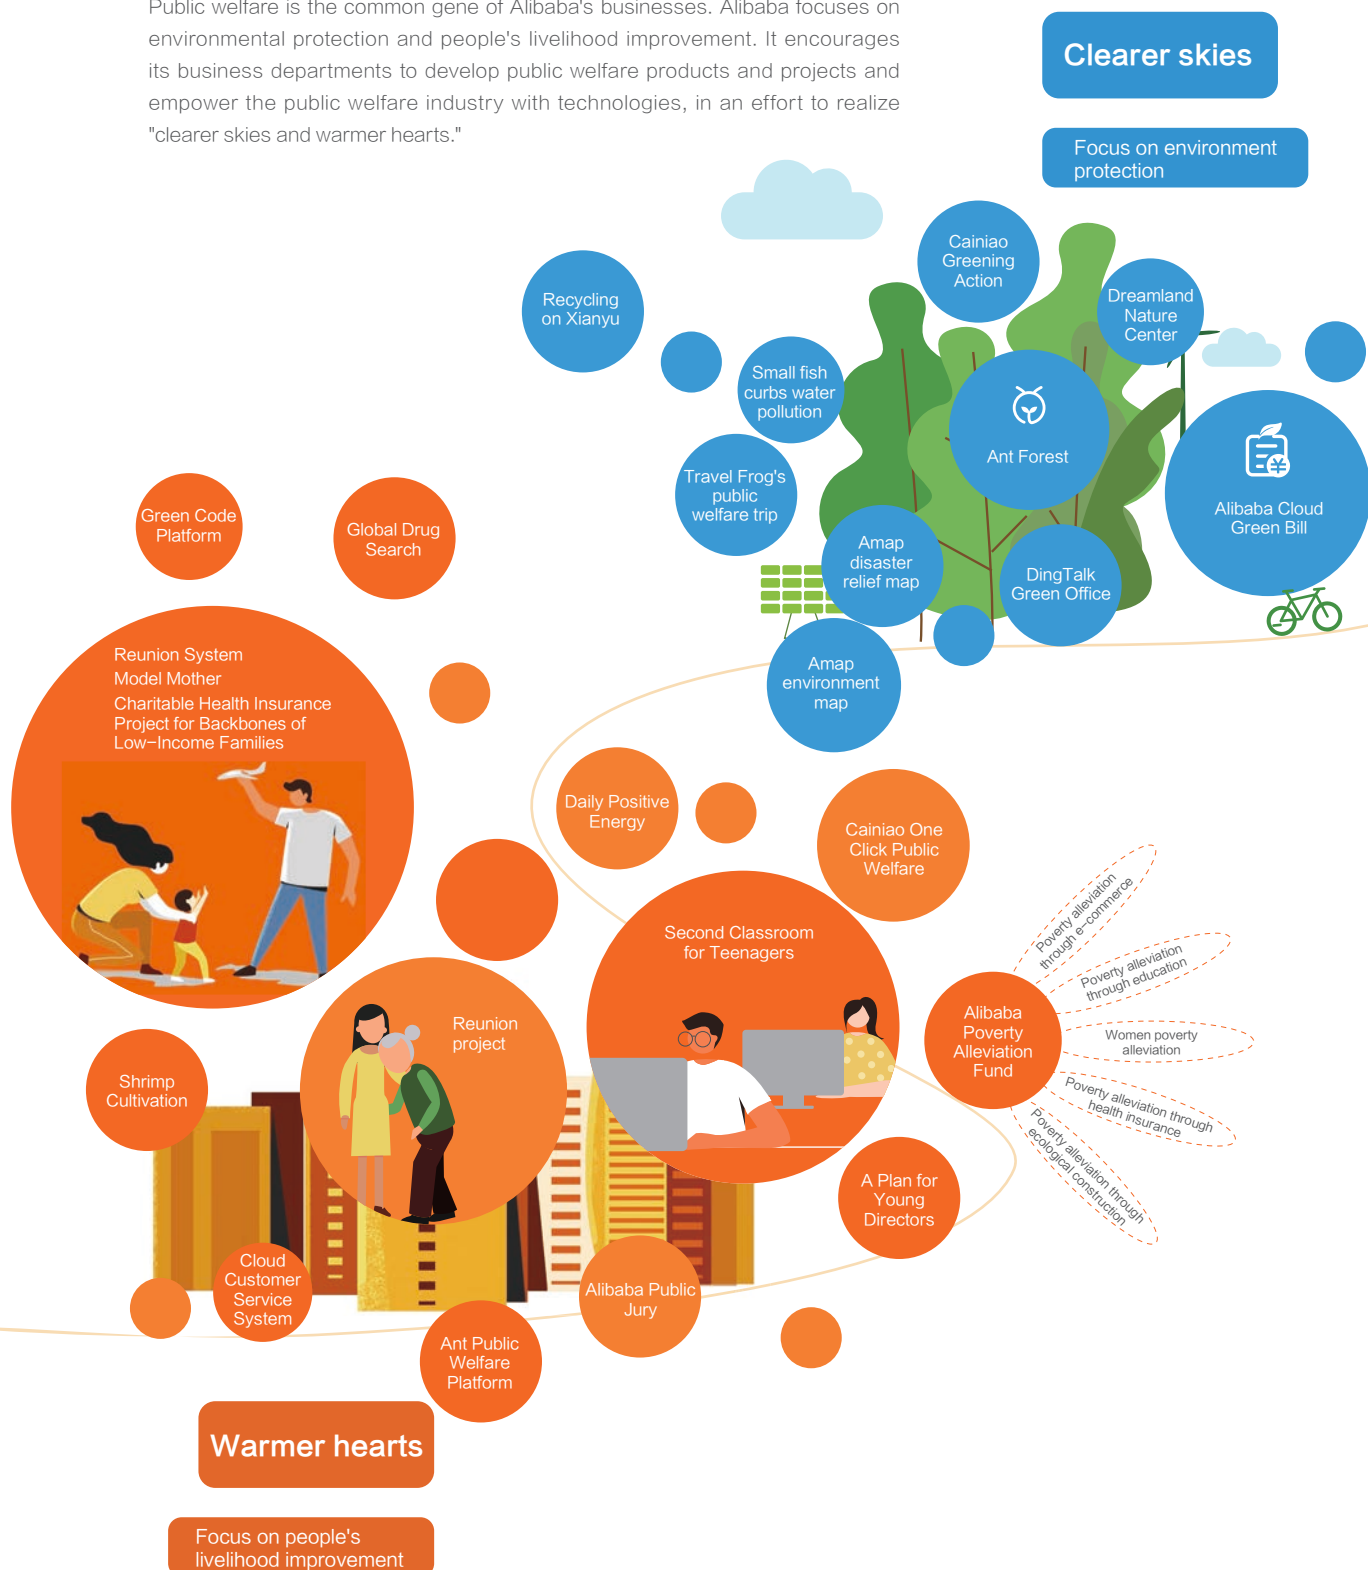 Public welfare is the common gene of Alibaba's businesses. Alibaba focuses on
environmental protection and people's livelihood improvement. It encourages
its business departments to develop public welfare products and projects and
empower the public welfare industry with technologies, in an effort to realize
"clearer skies and warmer hearts."
Clearer skies
Focus on environment
protection
Cainiao
Greening
Action
Recycling
on Xianyu
Dreamland
Nature
Center
Small fish
curbs water
pollution
Ant Forest
Travel Frog's
public
welfare trip
Alibaba Cloud
Green Bill
Amap
disaster
relief map
DingTalk
Green Office
Amap
environment
map
Green Code
Platform
Global Drug
Search
Reunion System
Model Mother
Charitable Health Insurance
Project for Backbones of
Low-Income Families
Daily Positive
Energy
Cainiao One
Click Public
Welfare
Second Classroom
for Teenagers
Reunion
project
Alibaba
Poverty
Alleviation
Fund
Poverty alleviation
through e-commerce
Poverty alleviation
through education
Women poverty
alleviation
Poverty alleviation through
health insurance
Poverty alleviation through
ecological construction
Shrimp
Cultivation
A Plan for
Young
Directors
Cloud
Customer
Service
System
Alibaba Public
Jury
Ant Public
Welfare
Platform
Warmer hearts
Focus on people's
livelihood improvement